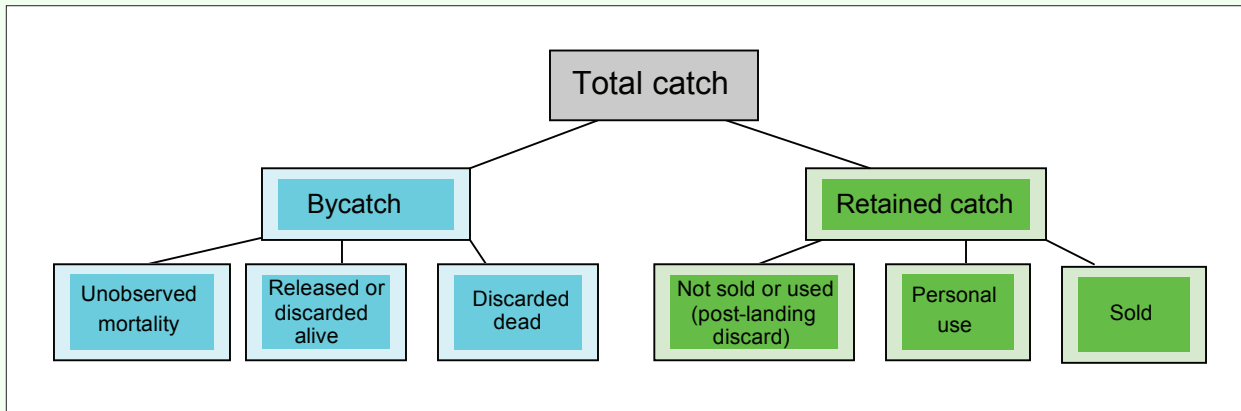 Total catch
Bycatch
Retained catch
Unobserved
mortality
Released or
discarded
alive
Discarded
dead
Not sold or used
(post-landing
discard)
Personal
use
Sold